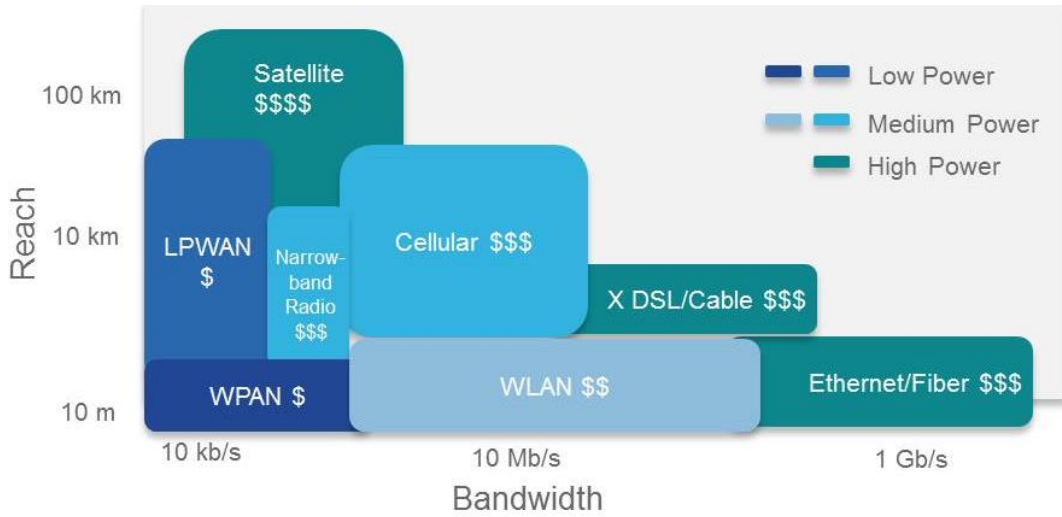 Satellite
$$$$
100 km
Low Power
Medium Power
High Power
Reach
10 km
LPWAN
$
Narrow-
band
Radio
$$$
Cellular $$$
X DSL/Cable $$$
WPAN $
WLAN $$
Ethernet/Fiber $$$
10 m
10 kb/s
10 Mb/s
1 Gb/s
Bandwidth